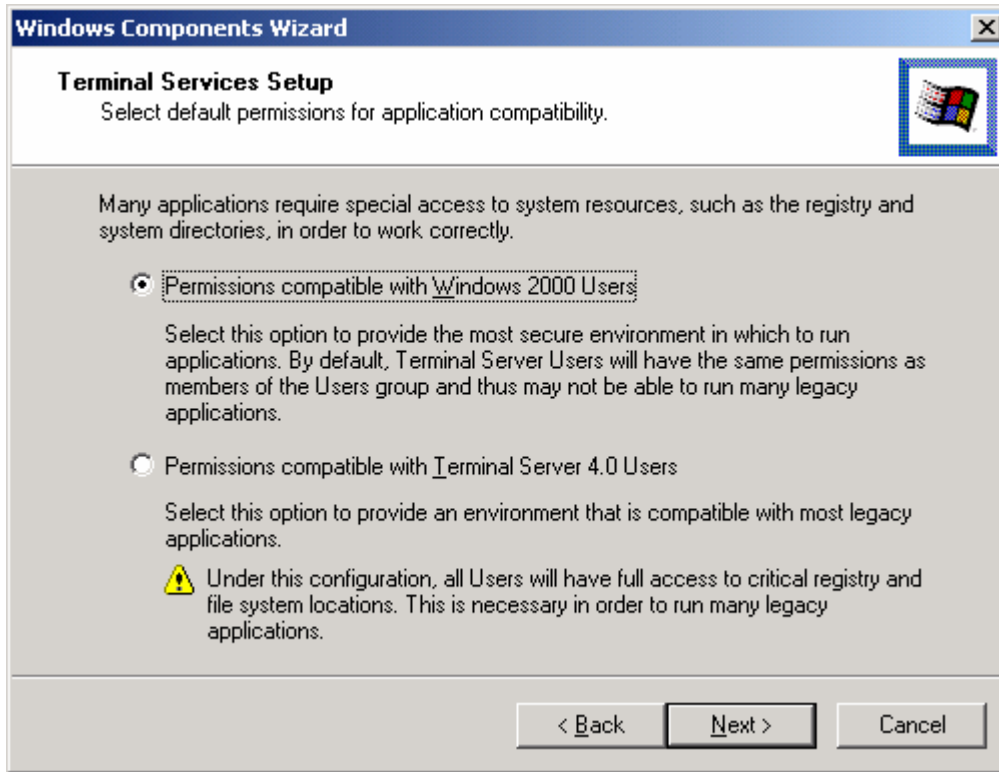 Windows Components Wizard
Terminal Services Setup
Select default permissions for application compatibility.
Many applications require special access to system resources, such as the registry and
system directories, in order to work correctly.
Permissions compatible with Windows 2000 Users
Select this option to provide the most secure environment in which to run
applications. By default, Terminal Server Users will have the same permissions as
members of the Users group and thus may not be able to run many legacy
applications.
Permissions compatible with Terminal Server 4.0 Users
Select this option to provide an environment that is compatible with most legacy
applications.
Under this configuration, all Users will have full access to critical registry and
file system locations. This is necessary in order to run many legacy
applications.
< Back Next > Cancel